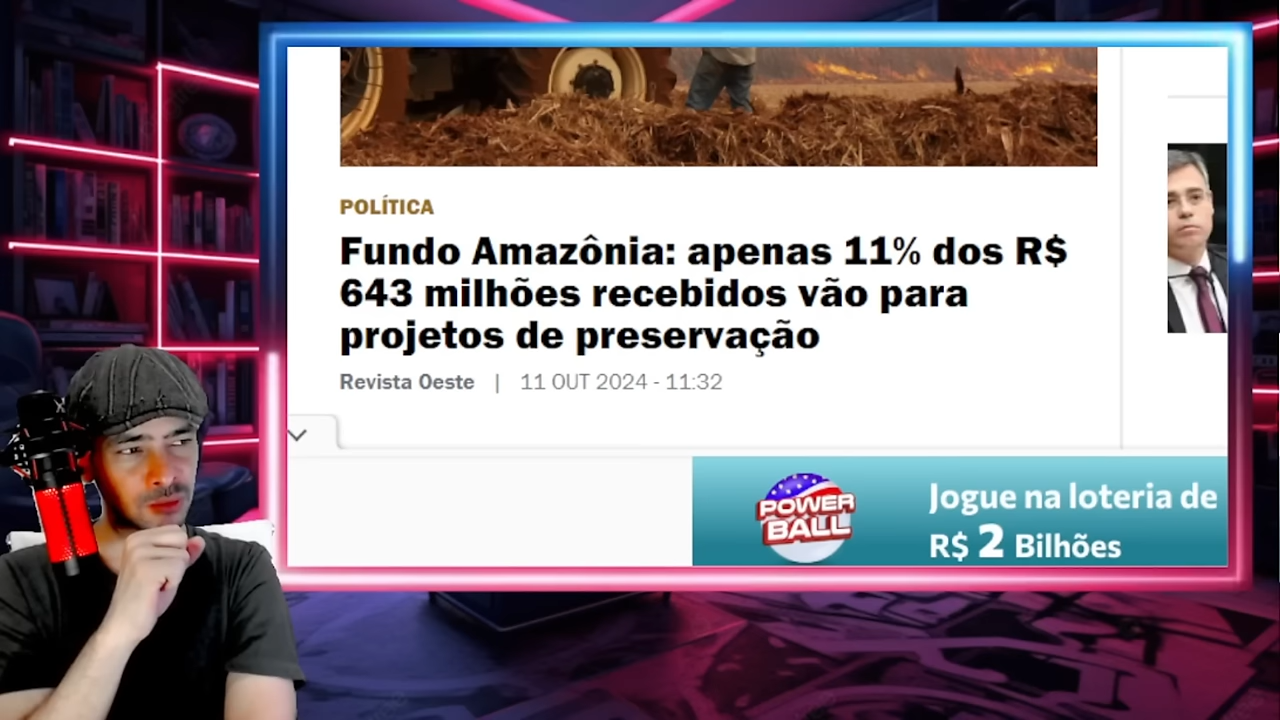 POLÍTICA
Fundo Amazônia: apenas 11% dos R$
643 milhões recebidos vão para
projetos de preservação
Revista Oeste | 11 OUT 2024 - 11:32
POWER
BALL
Jogue na loteria de
R$ 2 Bilhões